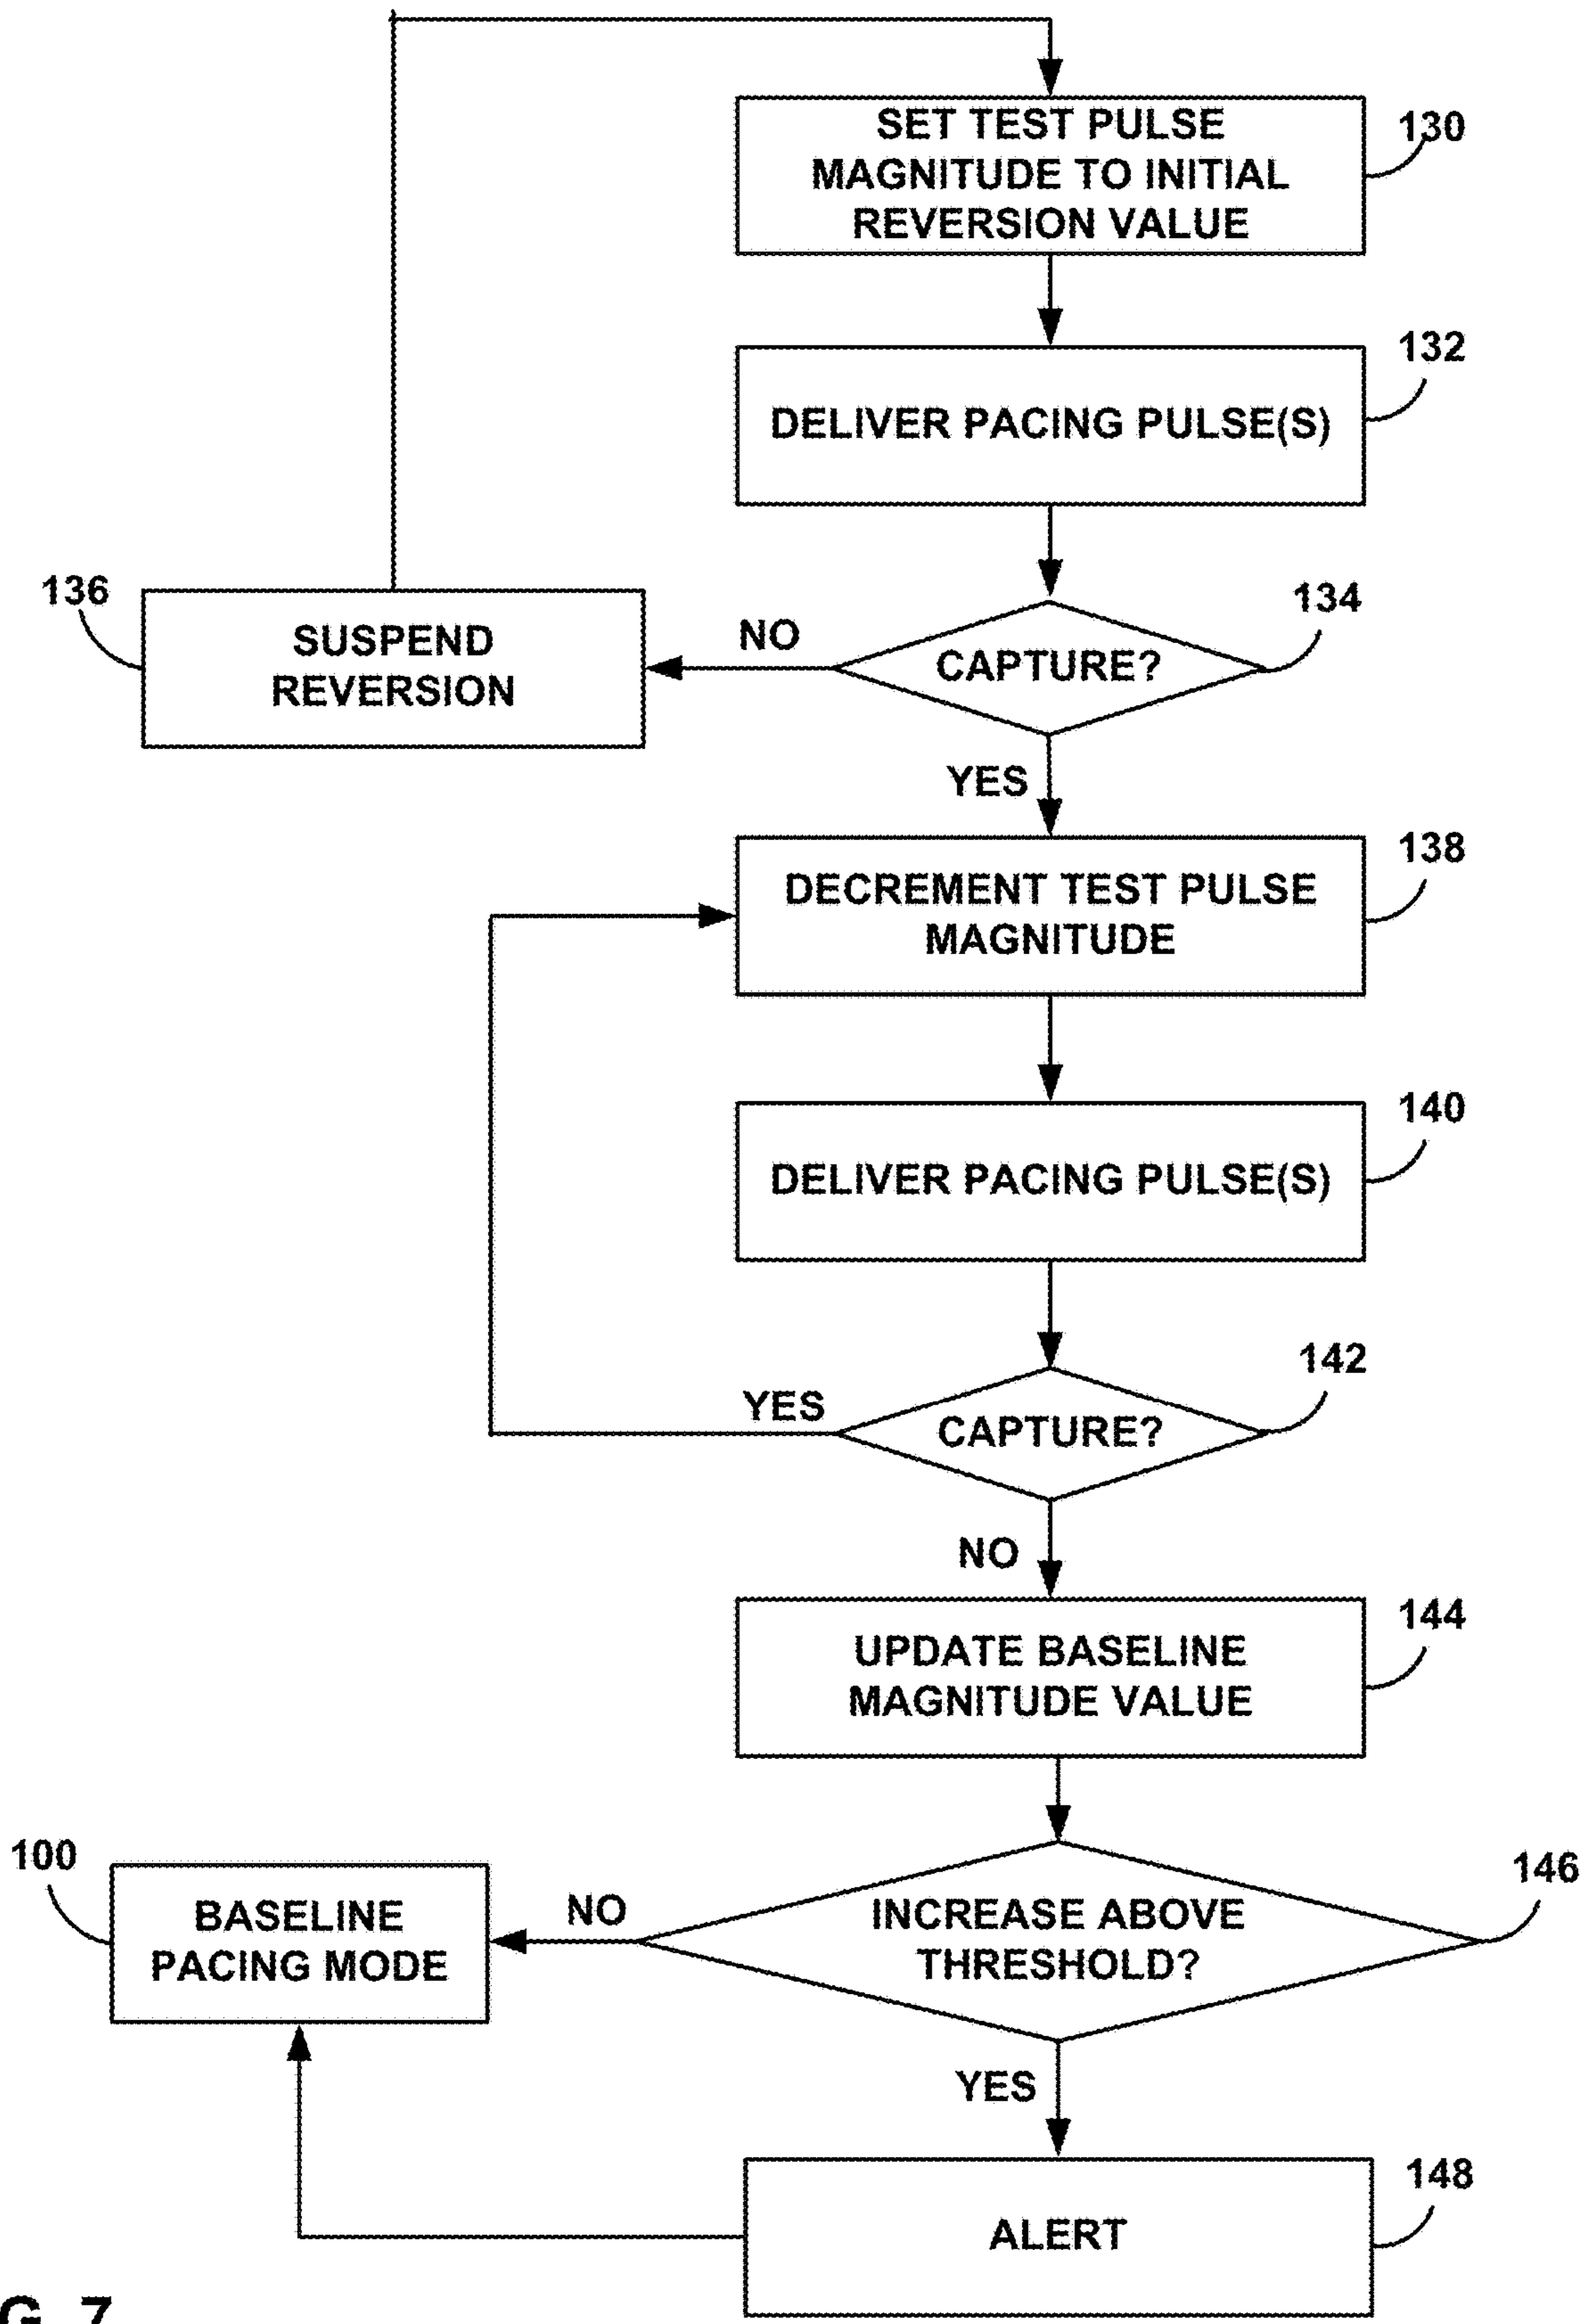 SET TEST PULSE
MAGNITUDE TO INITIAL
REVERSION VALUE
130
DELIVER PACING PULSE(S)
132
CAPTURE?
134
NO
SUSPEND
REVERSION
136
YES
DECREMENT TEST PULSE
MAGNITUDE
138
DELIVER PACING PULSE(S)
140
CAPTURE?
142
YES
NO
UPDATE BASELINE
MAGNITUDE VALUE
144
INCREASE ABOVE
THRESHOLD?
146
NO
BASELINE
PACING MODE
100
YES
ALERT
148
G. 7